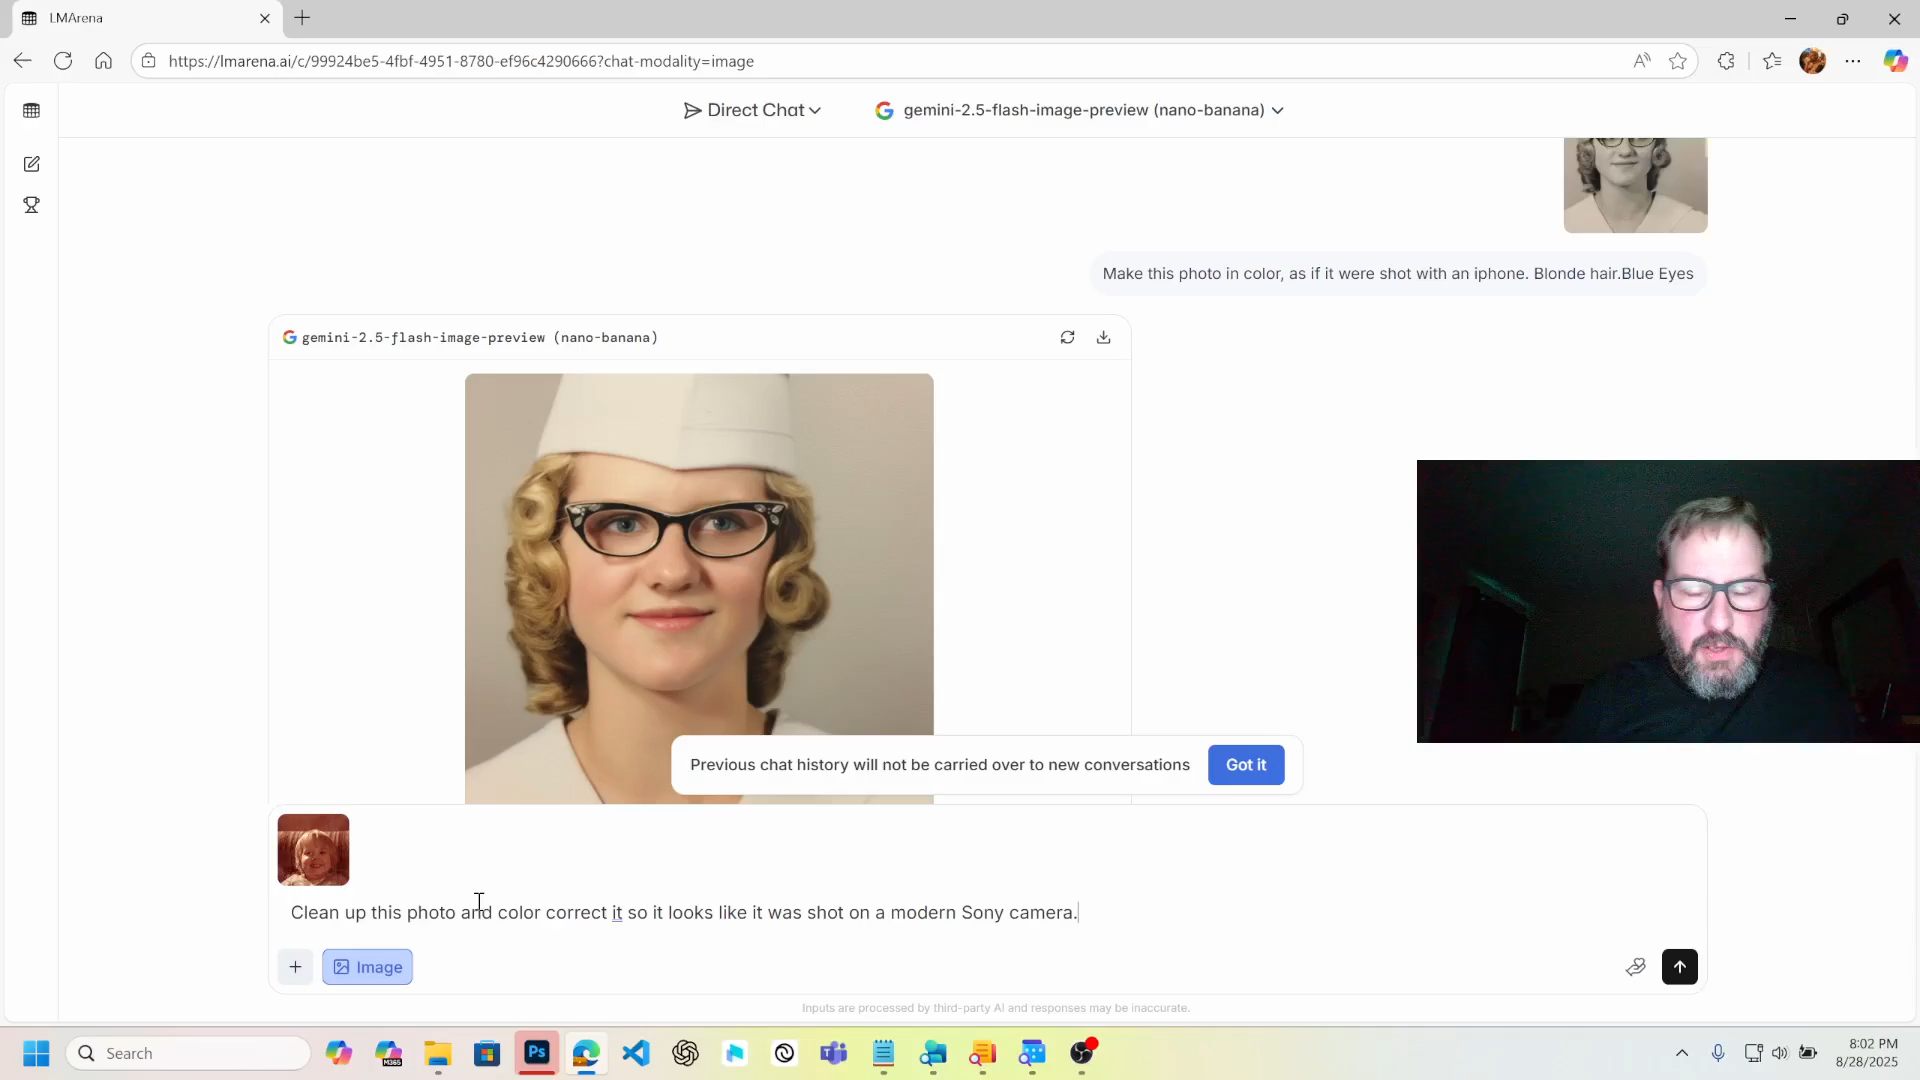 LMArena
https://lmarena.ai/c/99924be5-4fbf-4951-8780-ef96c4290666?chat-modality=image
Direct Chat
gemini-2.5-flash-image-preview (nano-banana)
Make this photo in color, as if it were shot with an iphone. Blonde hair.Blue Eyes
gemini-2.5-flash-image-preview (nano-banana)
Previous chat history will not be carried over to new conversations
Got it
Clean up this photo and color correct it so it looks like it was shot on a modern Sony camera.
Image
Inputs are processed by third-party AI and responses may be inaccurate.
Search
M365
Ps
8:02 PM
8/28/2025